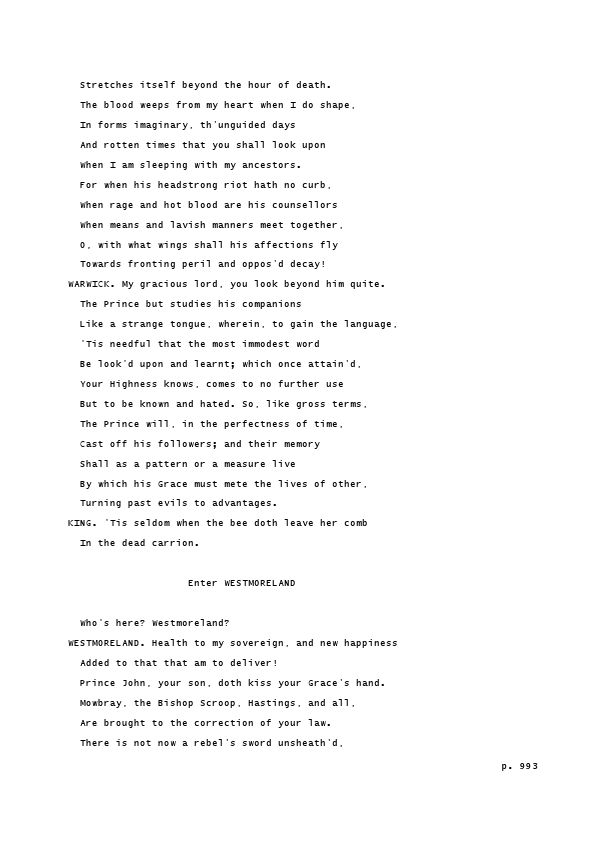 Stretches itself beyond the hour of death.
The blood weeps from my heart when I do shape,
In forms imaginary, th'unguided days
And rotten times that you shall look upon
When I am sleeping with my ancestors.
For when his headstrong riot hath no curb,
When rage and hot blood are his counsellors
When means and lavish manners meet together,
O, with what wings shall his affections fly
Towards fronting peril and oppos'd decay!
WARWICK. My gracious lord, you look beyond him quite.
The Prince but studies his companions
Like a strange tongue, wherein, to gain the language,
'Tis needful that the most immodest word
Be look'd upon and learnt; which once attain'd,
Your Highness knows, comes to no further use
But to be known and hated. So, like gross terms,
The Prince will, in the perfectness of time,
Cast off his followers; and their memory
Shall as a pattern or a measure live
By which his Grace must mete the lives of other,
Turning past evils to advantages.
KING. 'Tis seldom when the bee doth leave her comb
In the dead carrion.
Enter WESTMORELAND
Who's here? Westmoreland?
WESTMORELAND. Health to my sovereign, and new happiness
Added to that that am to deliver!
Prince John, your son, doth kiss your Grace's hand.
Mowbray, the Bishop Scroop, Hastings, and all,
Are brought to the correction of your law.
There is not now a rebel's sword unsheath'd,
p. 993